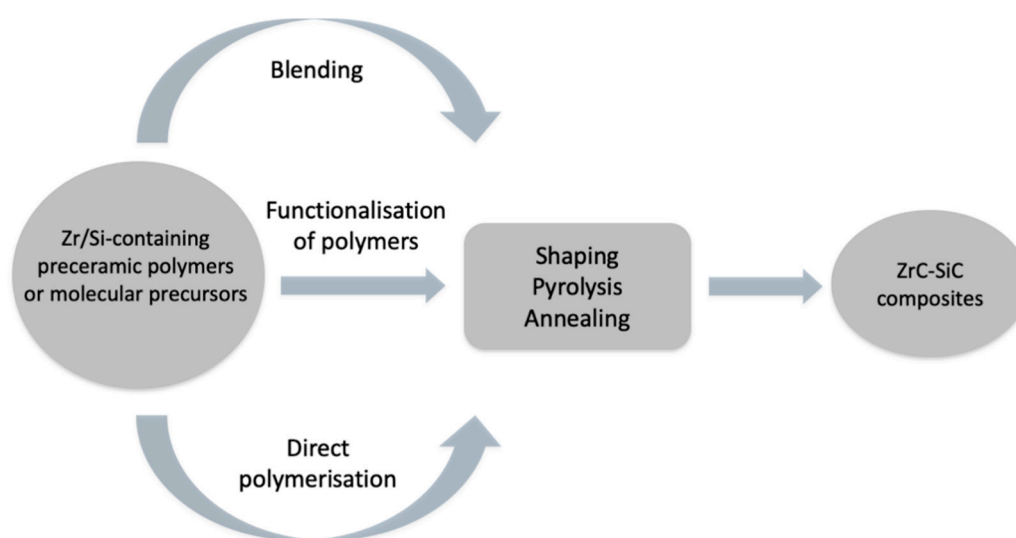 Blending
Zr/Si-containing
preceramic polymers
or molecular precursors
Functionalisation
of polymers
Shaping
Pyrolysis
Annealing
ZrC-SiC
composites
Direct
polymerisation